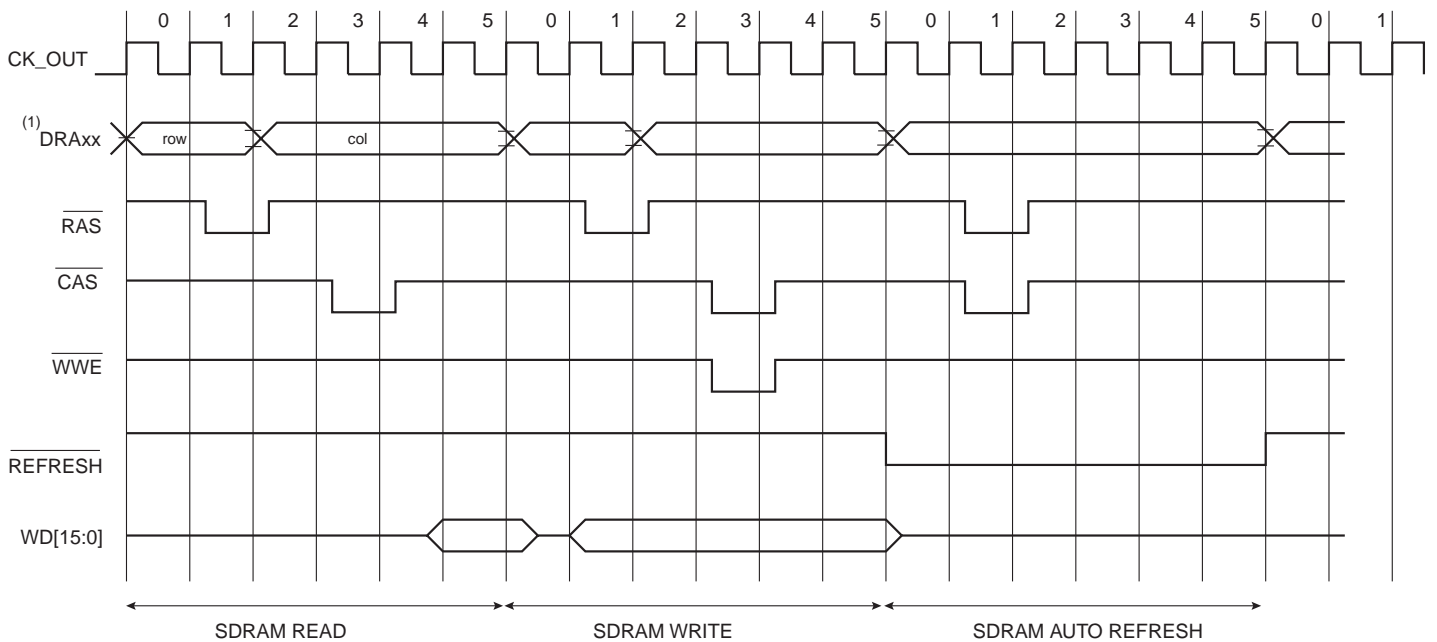 0 1 2 3 4 5 0 1 2 3 4 5 0 1 2 3 4 5 0 1
CK_OUT
(1)DRAxx row col
RAS
CAS
WWE
REFRESH
WD[15:0]
SDRAM READ SDRAM WRITE SDRAM AUTO REFRESH